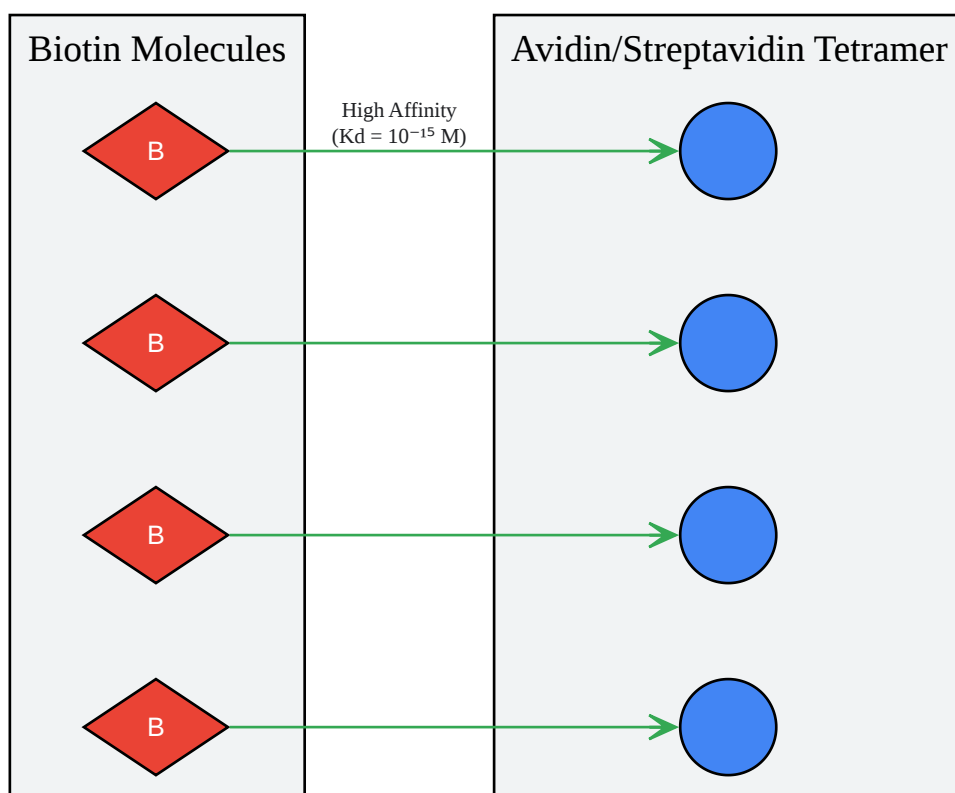 Biotin Molecules
Avidin/Streptavidin Tetramer
High Affinity
(Kd = 10⁻¹⁵ M)
B
B
B
B